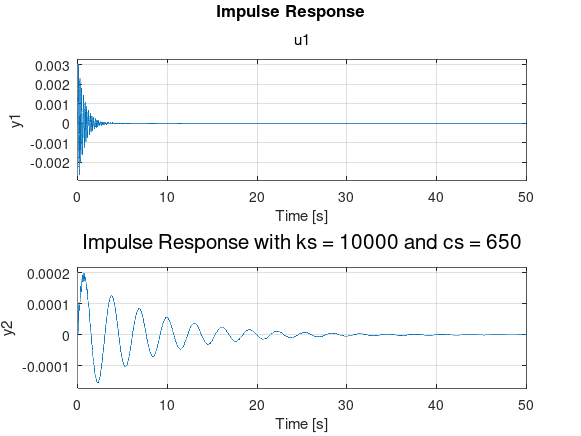 Impulse Response
u1
0.003
0.002
0.001
0
-0.001
-0.002
y1
0 10 20 30 40 50
Time [s]
Impulse Response with ks = 10000 and cs = 650
0.0002
0.0001
0
-0.0001
y2
0 10 20 30 40 50
Time [s]